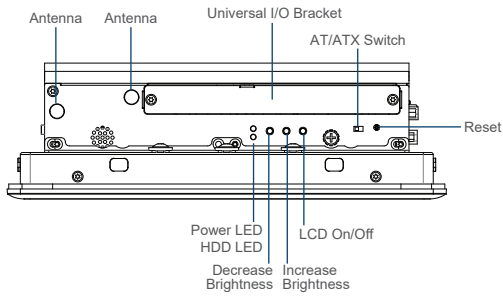 Antenna
Antenna
Universal I/O Bracket
AT/ATX Switch
Reset
Power LED
HDD LED
LCD On/Off
Decrease
Brightness
Increase
Brightness